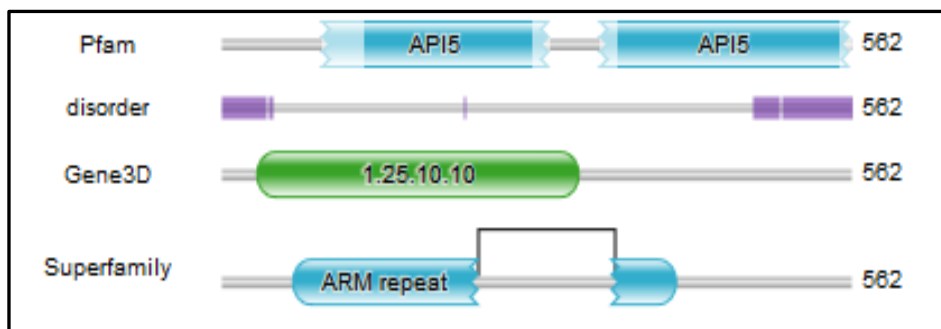 Pfam API5 API5 562
disorder 562
Gene3D 1.25.10.10 562
Superfamily ARM repeat 562